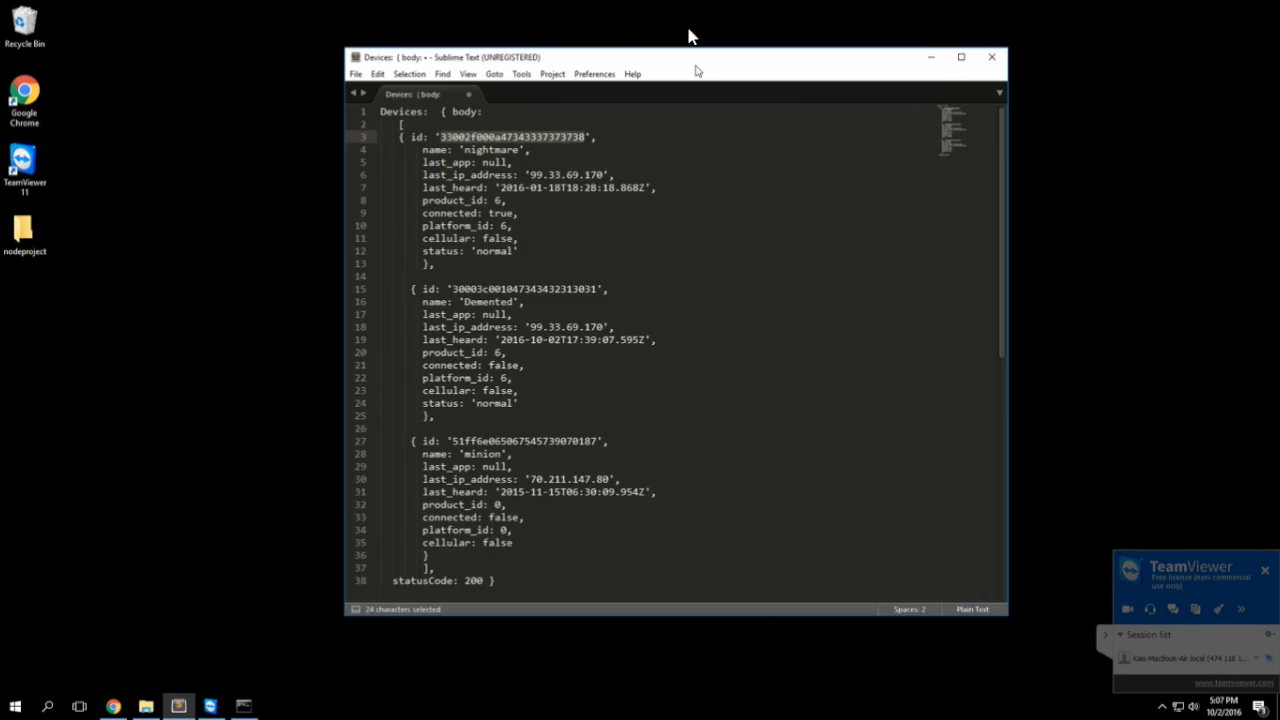 Recycle Bin
Google
Chrome
TeamViewer
11
nodeproject
Devices: { body: • - Sublime Text (UNREGISTERED)
File Edit Selection Find View Goto Tools Project Preferences Help
Devices: { body:
1 Devices: { body:
2 [
3 { id: '33002f000a47343337373738',
4 name: 'nightmare',
5 last_app: null,
6 last_ip_address: '99.33.69.170',
7 last_heard: '2016-01-18T18:28:18.868Z',
8 product_id: 6,
9 connected: true,
10 platform_id: 6,
11 cellular: false,
12 status: 'normal'
13 },
14
15 { id: '30003c001047343432313031',
16 name: 'Demented',
17 last_app: null,
18 last_ip_address: '99.33.69.170',
19 last_heard: '2016-10-02T17:39:07.595Z',
20 product_id: 6,
21 connected: false,
22 platform_id: 6,
23 cellular: false,
24 status: 'normal'
25 },
26
27 { id: '51ff6e065067545739070187',
28 name: 'minion',
29 last_app: null,
30 last_ip_address: '70.211.147.80',
31 last_heard: '2015-11-15T06:30:09.954Z',
32 product_id: 0,
33 connected: false,
34 platform_id: 0,
35 cellular: false
36 }
37 ],
38 statusCode: 200 }
24 characters selected
Spaces: 2 Plain Text
TeamViewer
Free license (non-commercial
use only)
Session list
Kais-MacBook-Air.local (474 118 1...
www.teamviewer.com
5:07 PM
10/2/2016
3